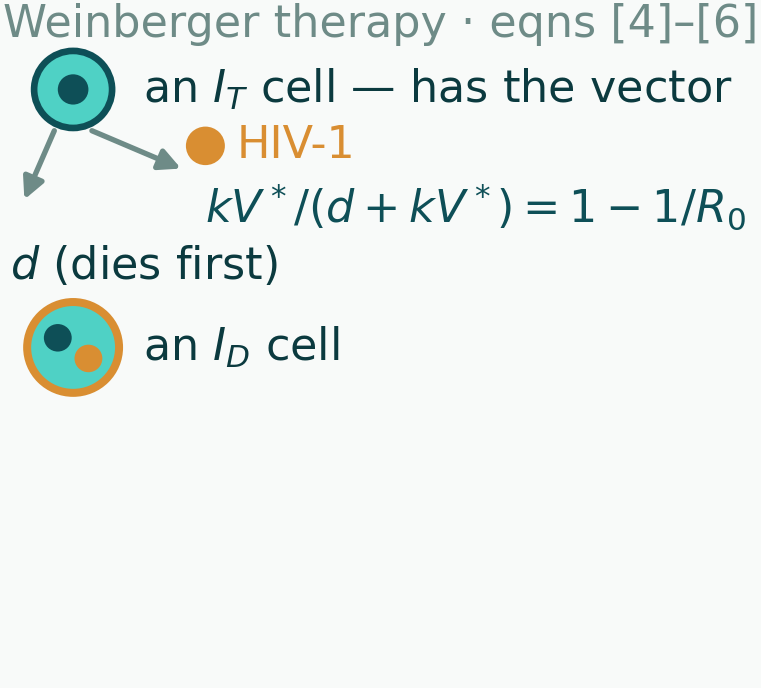 Weinberger therapy · eqns [4]–[6]
an I_T cell — has the vector
HIV-1
kV*/(d + kV*) = 1 − 1/R₀
d (dies first)
an I_D cell